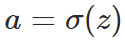 a = σ(z)